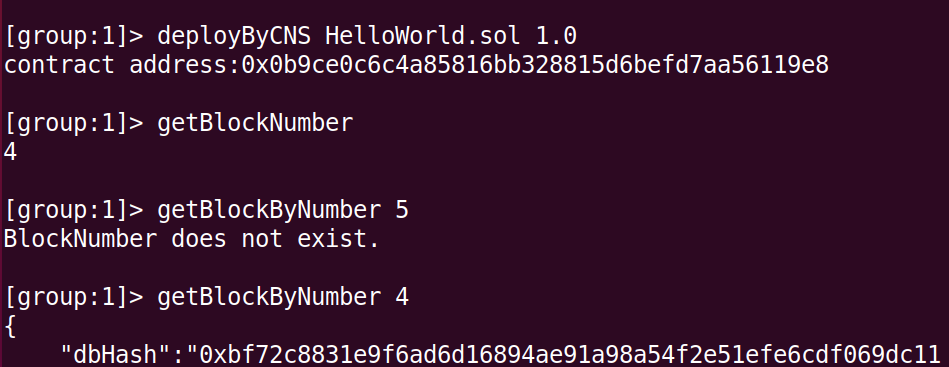 [group:1]> deployByCNS HelloWorld.sol 1.0
contract address:0x0b9ce0c6c4a85816bb328815d6befd7aa56119e8
[group:1]> getBlockNumber
4
[group:1]> getBlockByNumber 5
BlockNumber does not exist.
[group:1]> getBlockByNumber 4
{
    "dbHash":"0xbf72c8831e9f6ad6d16894ae91a98a54f2e51efe6cdf069dc11